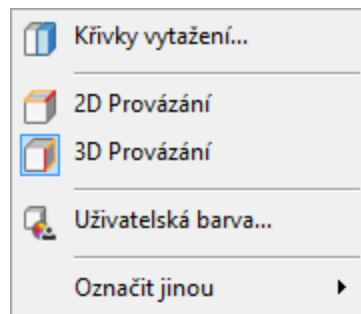 Křivky vytažení...
2D Provázání
3D Provázání
Uživatelská barva...
Označit jinou